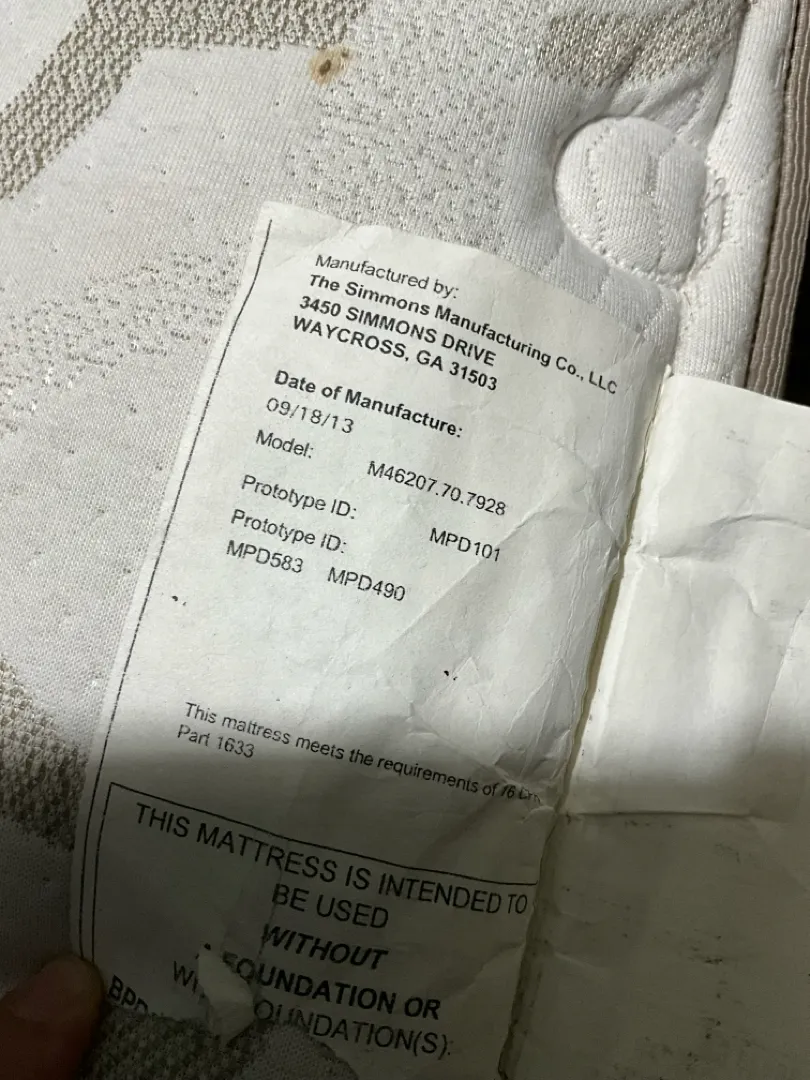 Manufactured by:
The Simmons Manufacturing Co., LLC
3450 SIMMONS DRIVE
WAYCROSS, GA 31503
Date of Manufacture:
09/18/13
Model: M46207.70.7928
Prototype ID: MPD101
Prototype ID:
MPD583 MPD490
This mattress meets the requirements of 16
Part 1633
THIS MATTRESS IS INTENDED TO
BE USED
WITHOUT
FOUNDATION OR
FOUNDATION(S):